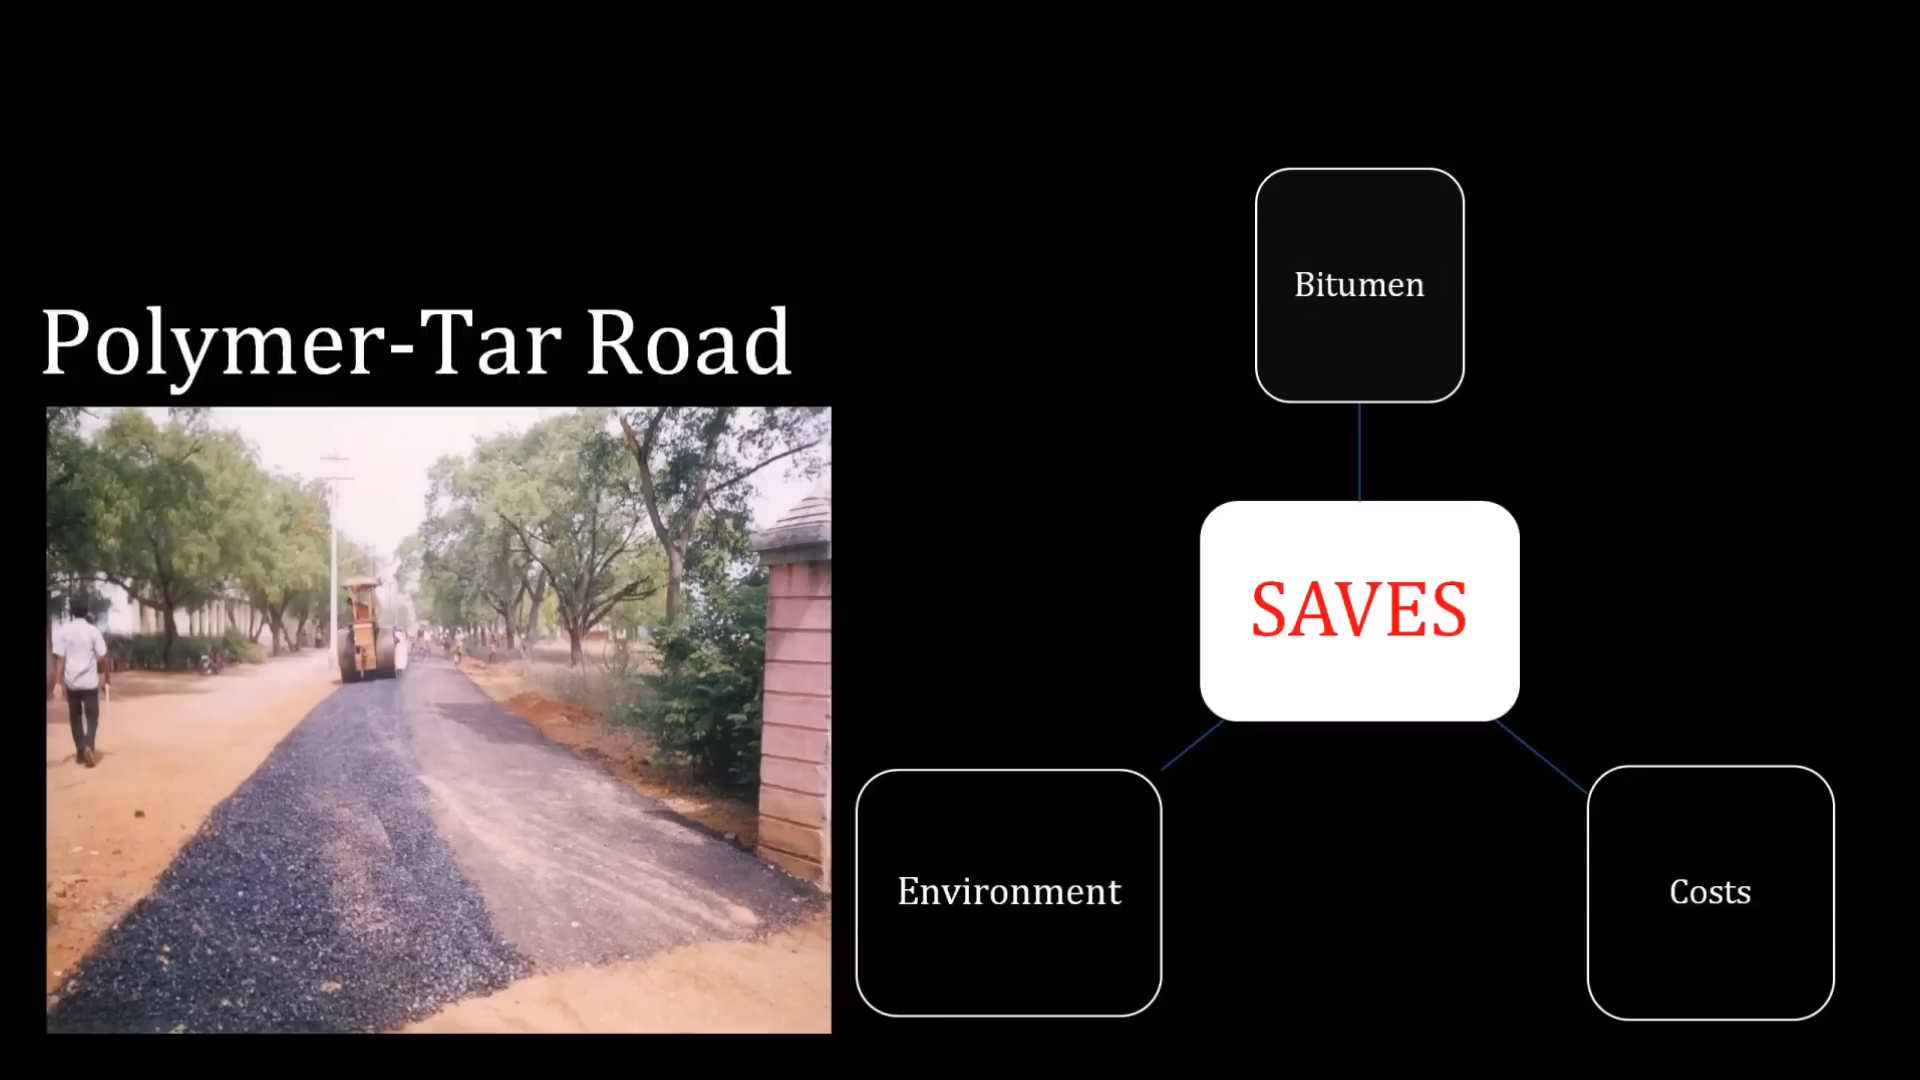 Polymer-Tar Road
Bitumen
SAVES
Environment
Costs